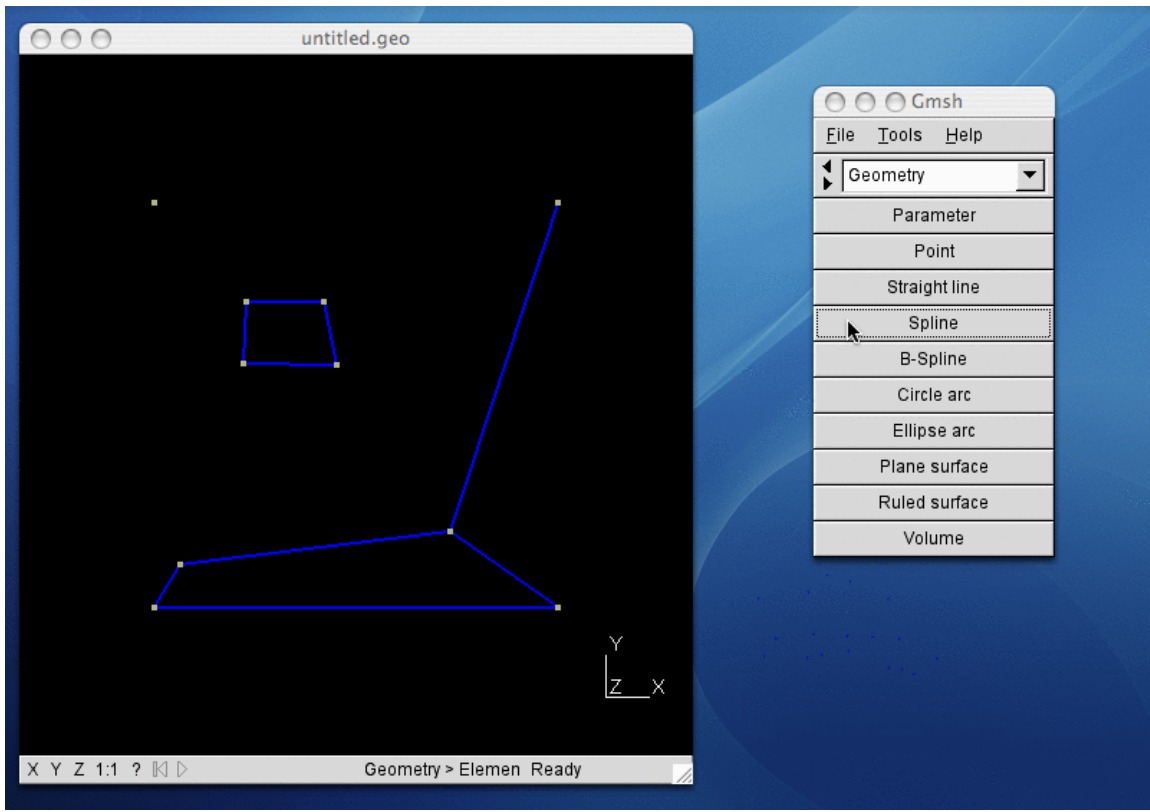 untitled.geo
Y
Z X
X Y Z 1:1 ? Geometry > Elemen Ready
Gmsh
File Tools Help
Geometry
Parameter
Point
Straight line
Spline
B-Spline
Circle arc
Ellipse arc
Plane surface
Ruled surface
Volume